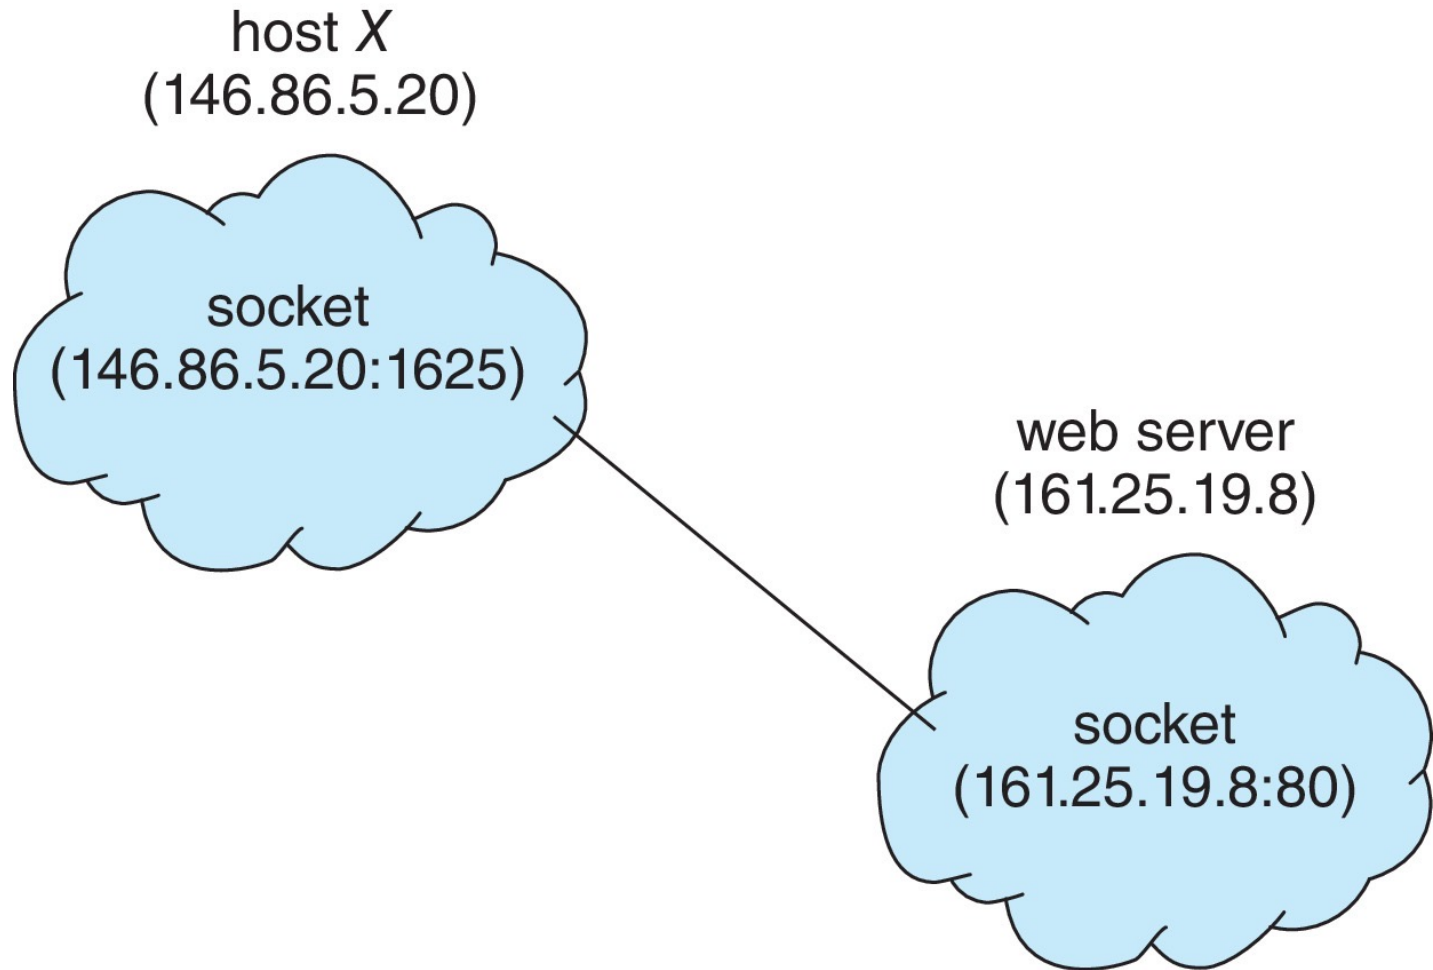 host X
(146.86.5.20)
socket
(146.86.5.20:1625)
web server
(161.25.19.8)
socket
(161.25.19.8:80)